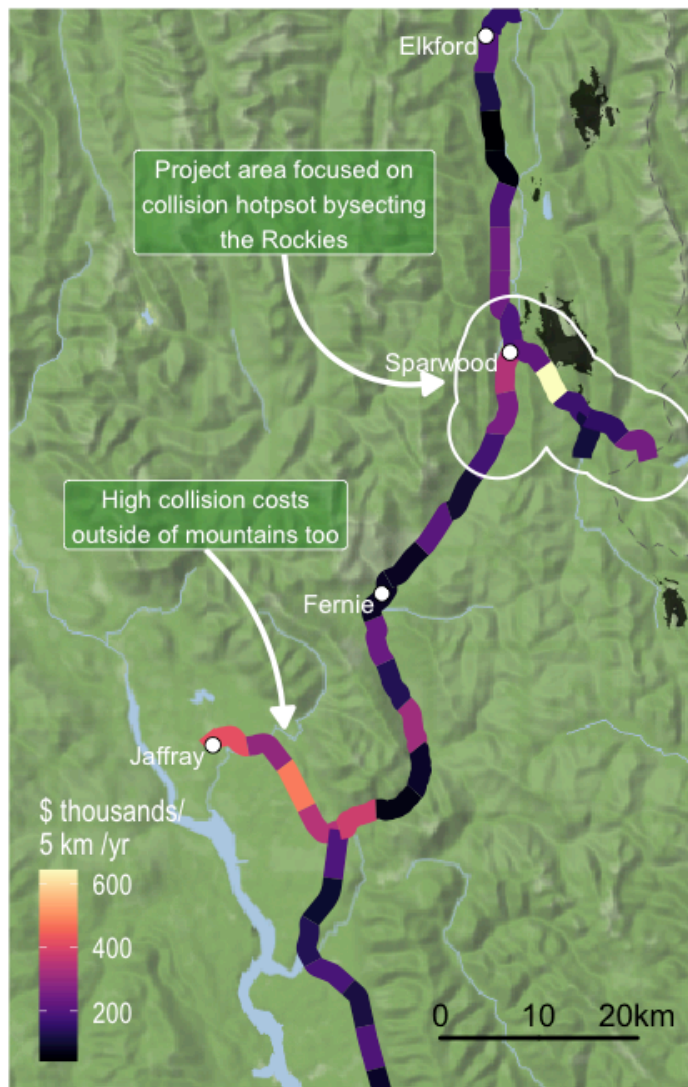 Elkford
Project area focused on
collision hotpsot bysecting
the Rockies
Sparwood
High collision costs
outside of mountains too
Fernie
Jaffray
$ thousands/
5 km /yr
600
400
200
0 10 20km